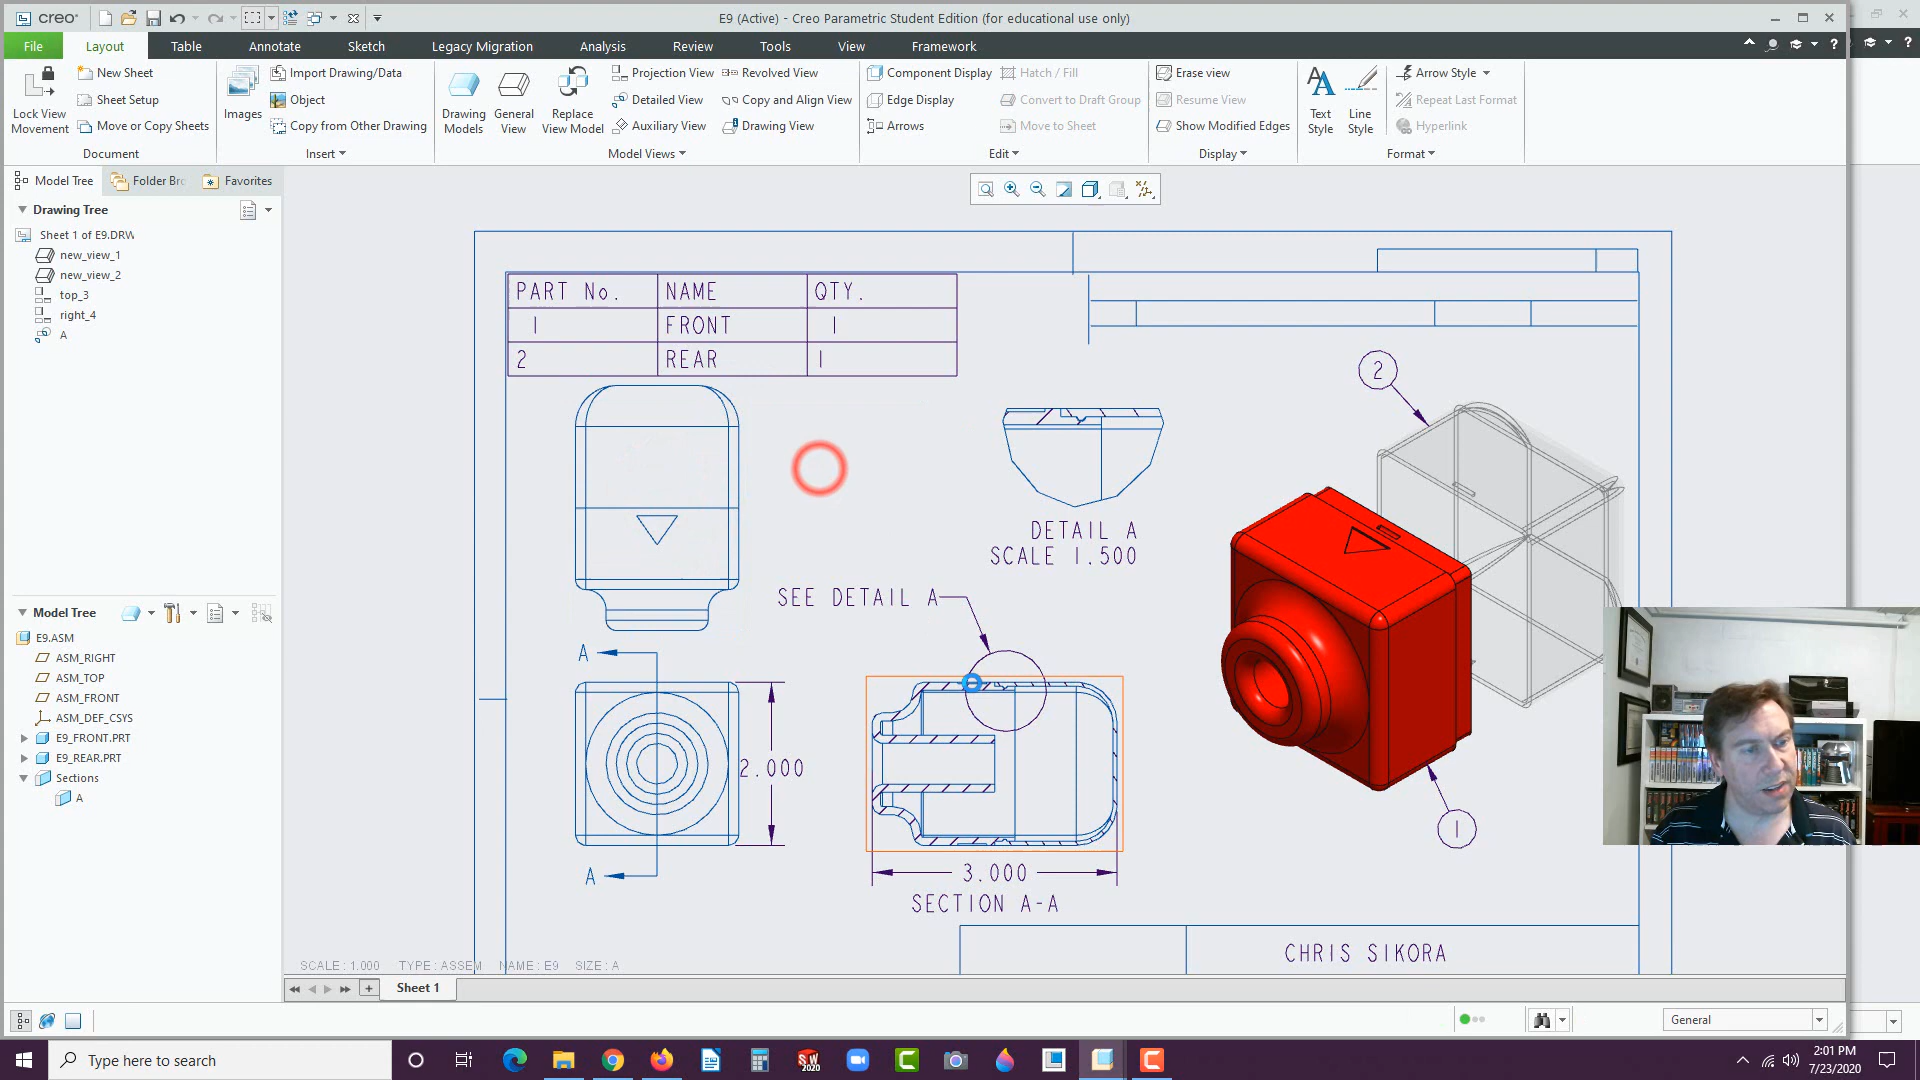 creo
E9 (Active) - Creo Parametric Student Edition (for educational use only)
File
Layout
Table
Annotate
Sketch
Legacy Migration
Analysis
Review
Tools
View
Framework
Lock View
Movement
New Sheet
Sheet Setup
Move or Copy Sheets
Document
Images
Import Drawing/Data
Object
Copy from Other Drawing
Insert
Drawing
Models
General
View
Replace
View Model
Projection View
Detailed View
Auxiliary View
Revolved View
Copy and Align View
Drawing View
Model Views
Component Display
Edge Display
Arrows
Hatch / Fill
Convert to Draft Group
Move to Sheet
Edit
Erase view
Resume View
Show Modified Edges
Display
Text
Style
Line
Style
Arrow Style
Repeat Last Format
Hyperlink
Format
Model Tree
Folder Br
Favorites
Drawing Tree
Sheet 1 of E9.DRW
new_view_1
new_view_2
top_3
right_4
A
Model Tree
E9.ASM
ASM_RIGHT
ASM_TOP
ASM_FRONT
ASM_DEF_CSYS
E9_FRONT.PRT
E9_REAR.PRT
Sections
A
PART No. NAME QTY.
1 FRONT 1
2 REAR 1
2
DETAIL A
SCALE 1.500
SEE DETAIL A
A
2.000
A
3.000
SECTION A-A
1
CHRIS SIKORA
SCALE : 1.000 TYPE : ASSEM NAME : E9 SIZE : A
Sheet 1
General
Type here to search
SW
2020
2:01 PM
7/23/2020